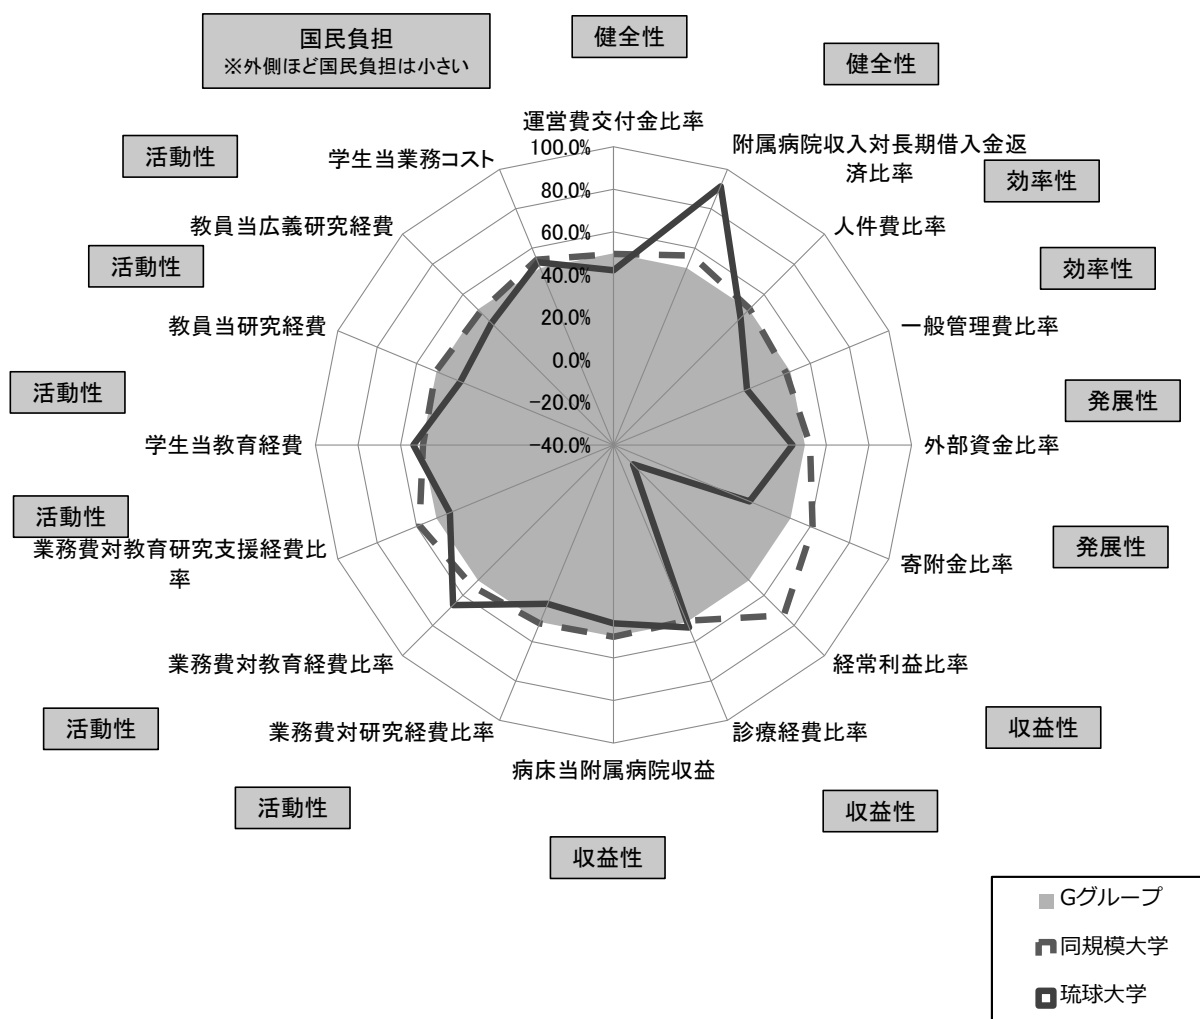 国民負担
※外側ほど国民負担は小さい
健全性
健全性
運営費交付金比率
附属病院収入対長期借入金返
済比率
活動性
学生当業務コスト
100.0%
80.0%
60.0%
40.0%
20.0%
0.0%
−20.0%
−40.0%
効率性
人件費比率
教員当広義研究経費
活動性
効率性
一般管理費比率
教員当研究経費
活動性
発展性
学生当教育経費
外部資金比率
活動性
発展性
業務費対教育研究支援経費比
率
寄附金比率
業務費対教育経費比率
経常利益比率
活動性
収益性
業務費対研究経費比率
診療経費比率
病床当附属病院収益
活動性
収益性
収益性
Gグループ
同規模大学
琉球大学